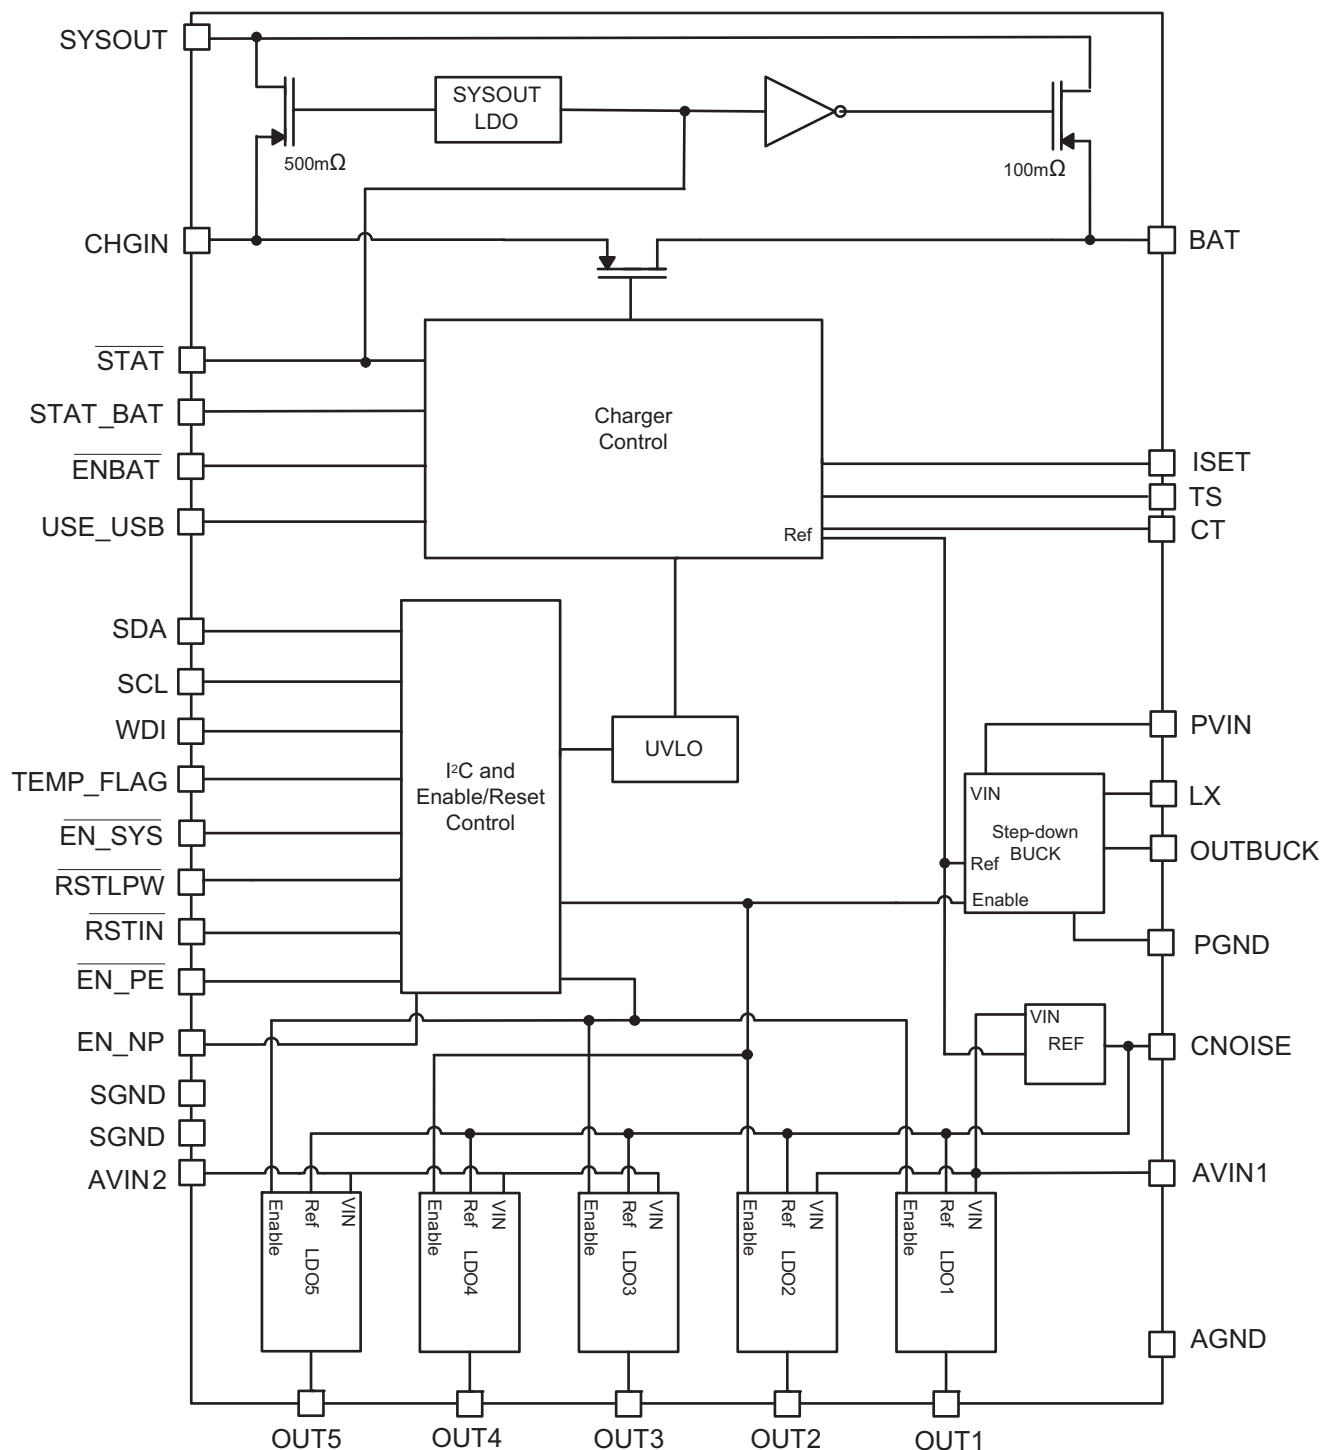 SYSOUT
SYSOUT
LDO
500mΩ
100mΩ
CHGIN
BAT
STAT
STAT_BAT
ENBAT
USE_USB
Charger
Control
Ref
ISET
TS
CT
SDA
SCL
WDI
TEMP_FLAG
EN_SYS
RSTLPW
RSTIN
EN_PE
EN_NP
SGND
SGND
AVIN2
I²C and
Enable/Reset
Control
UVLO
VIN
Step-down
BUCK
Ref
Enable
PVIN
LX
OUTBUCK
PGND
VIN
REF
CNOISE
AVIN1
AGND
Enable
Ref
VIN
LDO5
Enable
Ref
VIN
LDO4
Enable
Ref
VIN
LDO3
Enable
Ref
VIN
LDO2
Enable
Ref
VIN
LDO1
OUT5
OUT4
OUT3
OUT2
OUT1